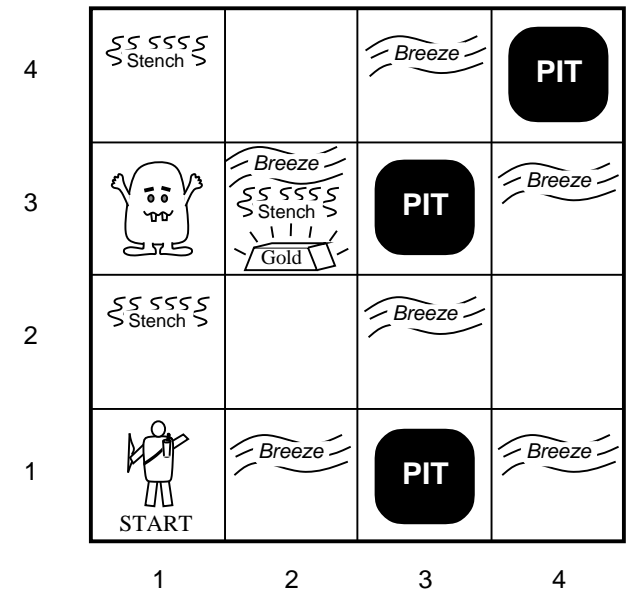 4
Stench
Breeze
PIT
3
Breeze
Stench
Gold
PIT
Breeze
2
Stench
Breeze
1
START
Breeze
PIT
Breeze
1 2 3 4